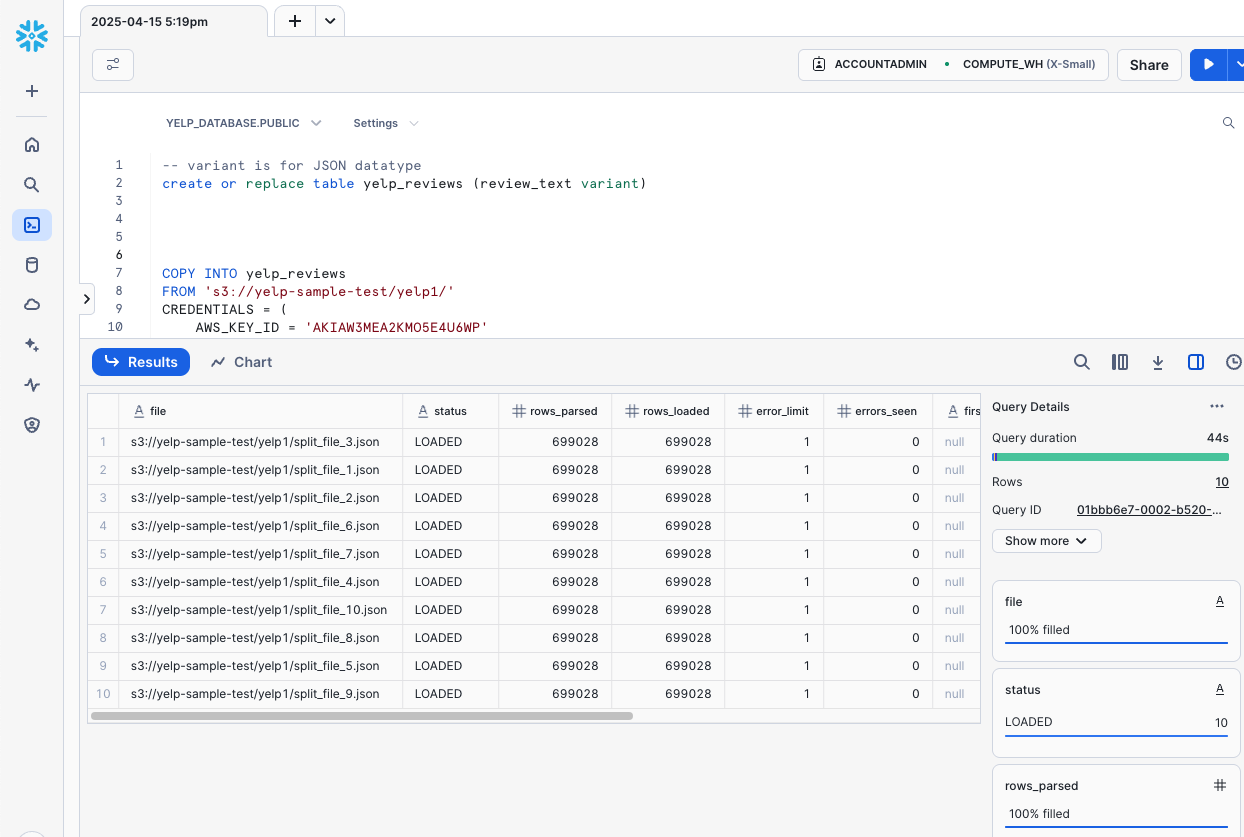 2025-04-15 5:19pm
ACCOUNTADMIN • COMPUTE_WH (X-Small)
Share
YELP_DATABASE.PUBLIC
Settings
1 -- variant is for JSON datatype
2 create or replace table yelp_reviews (review_text variant)
3
4
5
6
7 COPY INTO yelp_reviews
8 FROM 's3://yelp-sample-test/yelp1/'
9 CREDENTIALS = (
10 AWS_KEY_ID = 'AKIAW3MEA2KMO5E4U6WP'
Results
Chart
file status rows_parsed rows_loaded error_limit errors_seen firs
1 s3://yelp-sample-test/yelp1/split_file_3.json LOADED 699028 699028 1 0 null
2 s3://yelp-sample-test/yelp1/split_file_1.json LOADED 699028 699028 1 0 null
3 s3://yelp-sample-test/yelp1/split_file_2.json LOADED 699028 699028 1 0 null
4 s3://yelp-sample-test/yelp1/split_file_6.json LOADED 699028 699028 1 0 null
5 s3://yelp-sample-test/yelp1/split_file_7.json LOADED 699028 699028 1 0 null
6 s3://yelp-sample-test/yelp1/split_file_4.json LOADED 699028 699028 1 0 null
7 s3://yelp-sample-test/yelp1/split_file_10.json LOADED 699028 699028 1 0 null
8 s3://yelp-sample-test/yelp1/split_file_8.json LOADED 699028 699028 1 0 null
9 s3://yelp-sample-test/yelp1/split_file_5.json LOADED 699028 699028 1 0 null
10 s3://yelp-sample-test/yelp1/split_file_9.json LOADED 699028 699028 1 0 null
Query Details
Query duration 44s
Rows 10
Query ID 01bbb6e7-0002-b520-...
Show more
file A
100% filled
status A
LOADED 10
rows_parsed #
100% filled